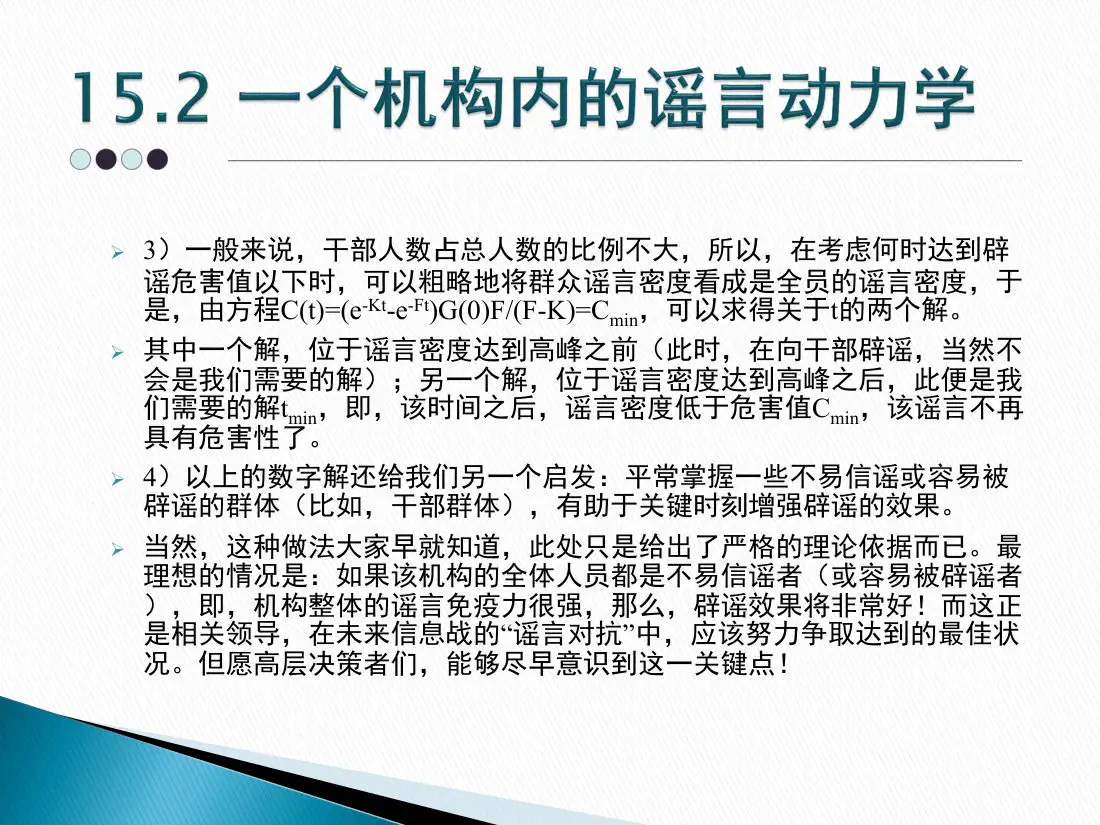 15.2 一个机构内的谣言动力学
3）一般来说，干部人数占总人数的比例不大，所以，在考虑何时达到辟
谣危害值以下时，可以粗略地将群众谣言密度看成是全员的谣言密度，于
是，由方程C(t)=(e-Kt-e-Ft)G(0)F/(F-K)=Cmin，可以求得关于t的两个解。
其中一个解，位于谣言密度达到高峰之前（此时，在向干部辟谣，当然不
会是我们需要的解）；另一个解，位于谣言密度达到高峰之后，此便是我
们需要的解tmin，即，该时间之后，谣言密度低于危害值Cmin，该谣言不再
具有危害性了。
4）以上的数字解还给我们另一个启发：平常掌握一些不易信谣或容易被
辟谣的群体（比如，干部群体），有助于关键时刻增强辟谣的效果。
当然，这种做法大家早就知道，此处只是给出了严格的理论依据而已。最
理想的情况是：如果该机构的全体人员都是不易信谣者（或容易被辟谣者
），即，机构整体的谣言免疫力很强，那么，辟谣效果将非常好！而这正
是相关领导，在未来信息战的“谣言对抗”中，应该努力争取达到的最佳状
况。但愿高层决策者们，能够尽早意识到这一关键点！